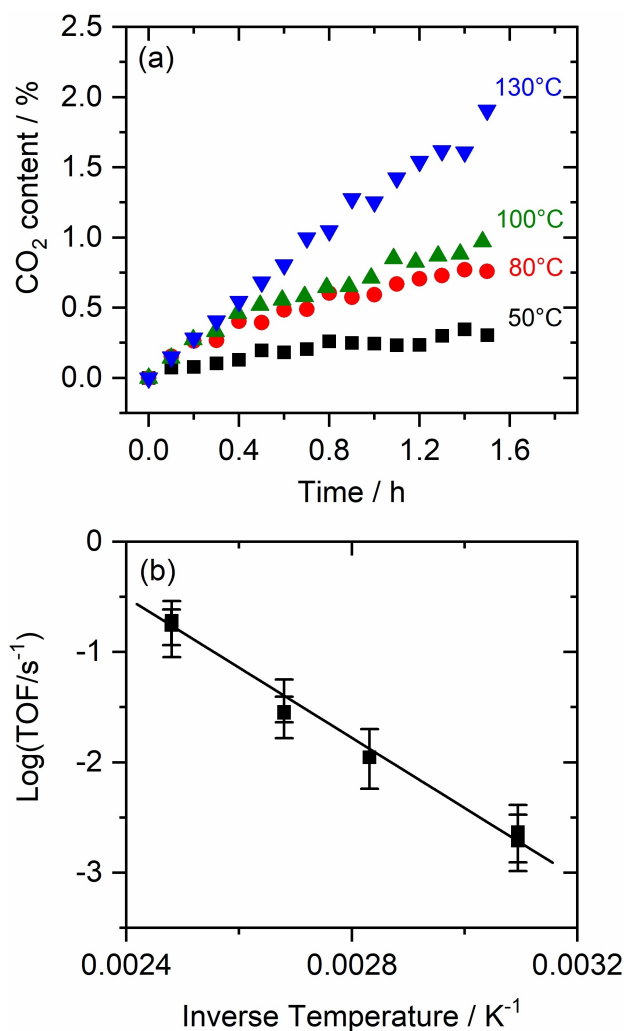 (a)
CO₂ content / %
2.5
2.0
1.5
1.0
0.5
0.0
130°C
100°C
80°C
50°C
0.0 0.4 0.8 1.2 1.6
Time / h
(b)
Log(TOF/s⁻¹)
0
-1
-2
-3
0.0024 0.0028 0.0032
Inverse Temperature / K⁻¹